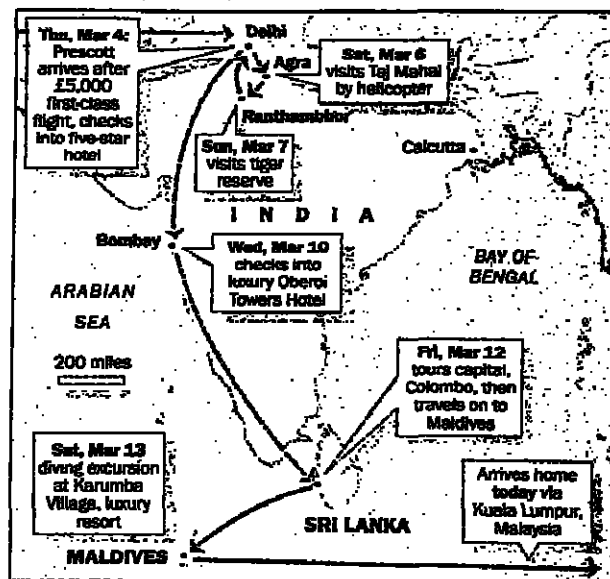 Thu, Mar 4:
Prescott
arrives after
£5,000
first-class
flight, checks
into five-star
hotel
Delhi
Agra
Sat, Mar 6
visits Taj Mahal
by helicopter
Ranthambhor
Sun, Mar 7
visits tiger
reserve
Calcutta
INDIA
Bombay
Wed, Mar 10
checks into
luxury Oberoi
Towers Hotel
BAY OF
BENGAL
ARABIAN
SEA
200 miles
Fri, Mar 12
tours capital,
Colombo, then
travels on to
Maldives
Sat, Mar 13
diving excursion
at Karumba
Village, luxury
resort
SRI LANKA
Arrives home
today via
Kuala Lumpur,
Malaysia
MALDIVES